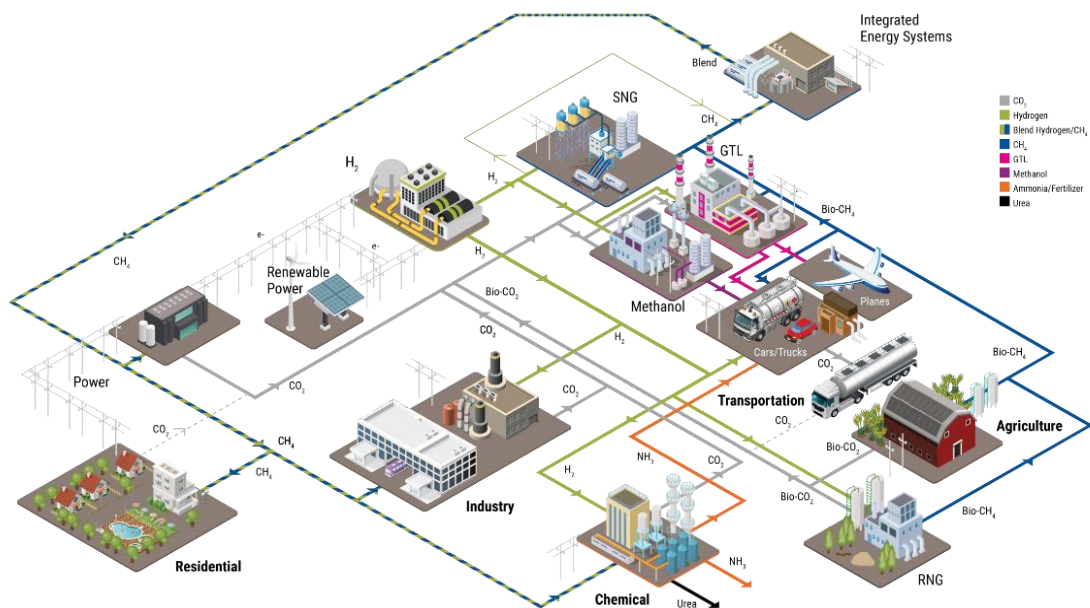 Integrated
Energy Systems
Blend
SNG
CH₄
CO₂
Hydrogen
Blend Hydrogen/CH₄
CH₄
GTL
Methanol
Ammonia/Fertilizer
Urea
GTL
H₂
H₂
Bio-CH₄
e-
e-
H₂
CH₄
Renewable
Power
Methanol
Planes
Bio-CO₂
CO₂
H₂
Cars/Trucks
CO₂
Bio-CH₄
Power
CO₂
CO₂
Transportation
CO₂
Agriculture
CO₂
CH₄
CH₄
H₂
NH₃
CO₂
Bio-CO₂
Bio-CO₂
Industry
Bio-CH₄
Residential
NH₃
RNG
Chemical
Urea